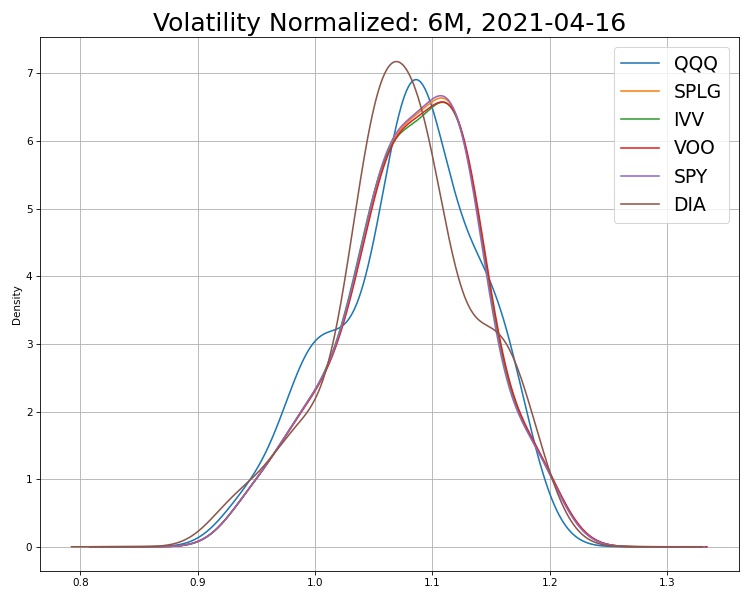 Volatility Normalized: 6M, 2021-04-16
QQQ
SPLG
IVV
VOO
SPY
DIA
Density
7
6
5
4
3
2
1
0
0.8 0.9 1.0 1.1 1.2 1.3